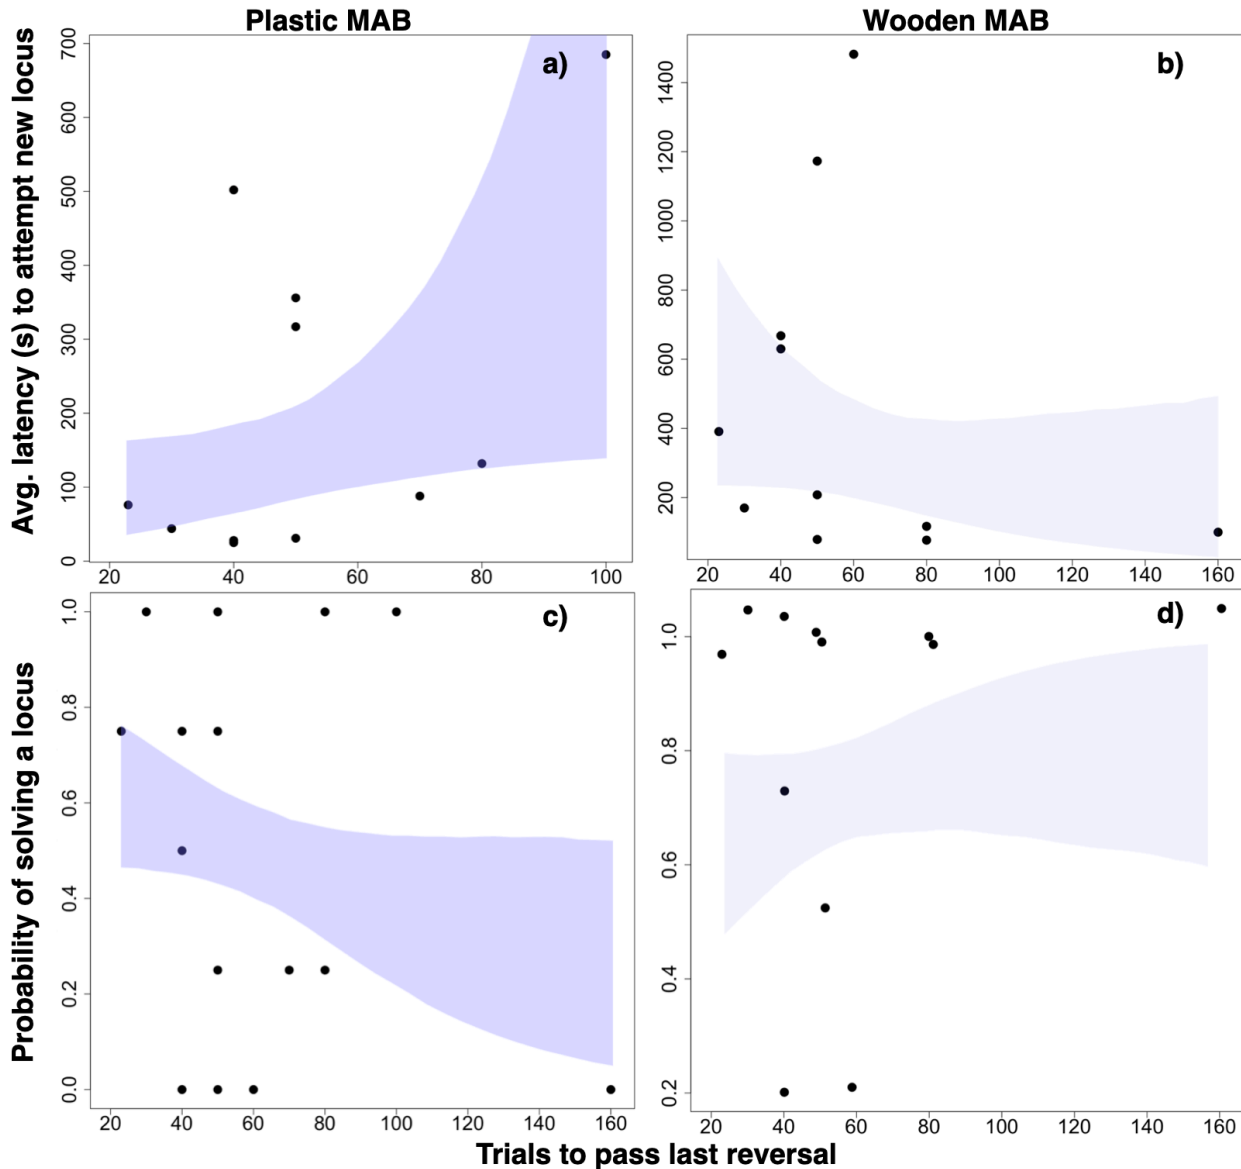 Plastic MAB
Wooden MAB
Avg. latency (s) to attempt new locus
700
600
500
400
300
200
100
0
a)
20 40 60 80 100
1400
1200
1000
800
600
400
200
b)
20 40 60 80 100 120 140 160
Probability of solving a locus
1.0
0.8
0.6
0.4
0.2
0.0
c)
20 40 60 80 100 120 140 160
1.0
0.8
0.6
0.4
0.2
d)
20 40 60 80 100 120 140 160
Trials to pass last reversal